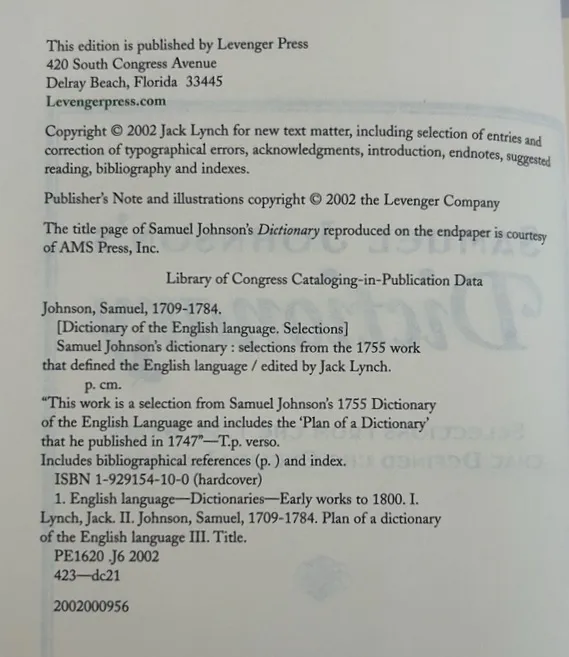 This edition is published by Levenger Press
420 South Congress Avenue
Delray Beach, Florida 33445
Levengerpress.com
Copyright © 2002 Jack Lynch for new text matter, including selection of entries and
correction of typographical errors, acknowledgments, introduction, endnotes, suggested
reading, bibliography and indexes.
Publisher's Note and illustrations copyright © 2002 the Levenger Company
The title page of Samuel Johnson's Dictionary reproduced on the endpaper is courtesy
of AMS Press, Inc.
Library of Congress Cataloging-in-Publication Data
Johnson, Samuel, 1709-1784.
[Dictionary of the English language. Selections]
Samuel Johnson's dictionary : selections from the 1755 work
that defined the English language / edited by Jack Lynch.
p. cm.
“This work is a selection from Samuel Johnson's 1755 Dictionary
of the English Language and includes the ‘Plan of a Dictionary’
that he published in 1747”—T.p. verso.
Includes bibliographical references (p. ) and index.
ISBN 1-929154-10-0 (hardcover)
1. English language—Dictionaries—Early works to 1800. I.
Lynch, Jack. II. Johnson, Samuel, 1709-1784. Plan of a dictionary
of the English language III. Title.
PE1620 .J6 2002
423—dc21
2002000956